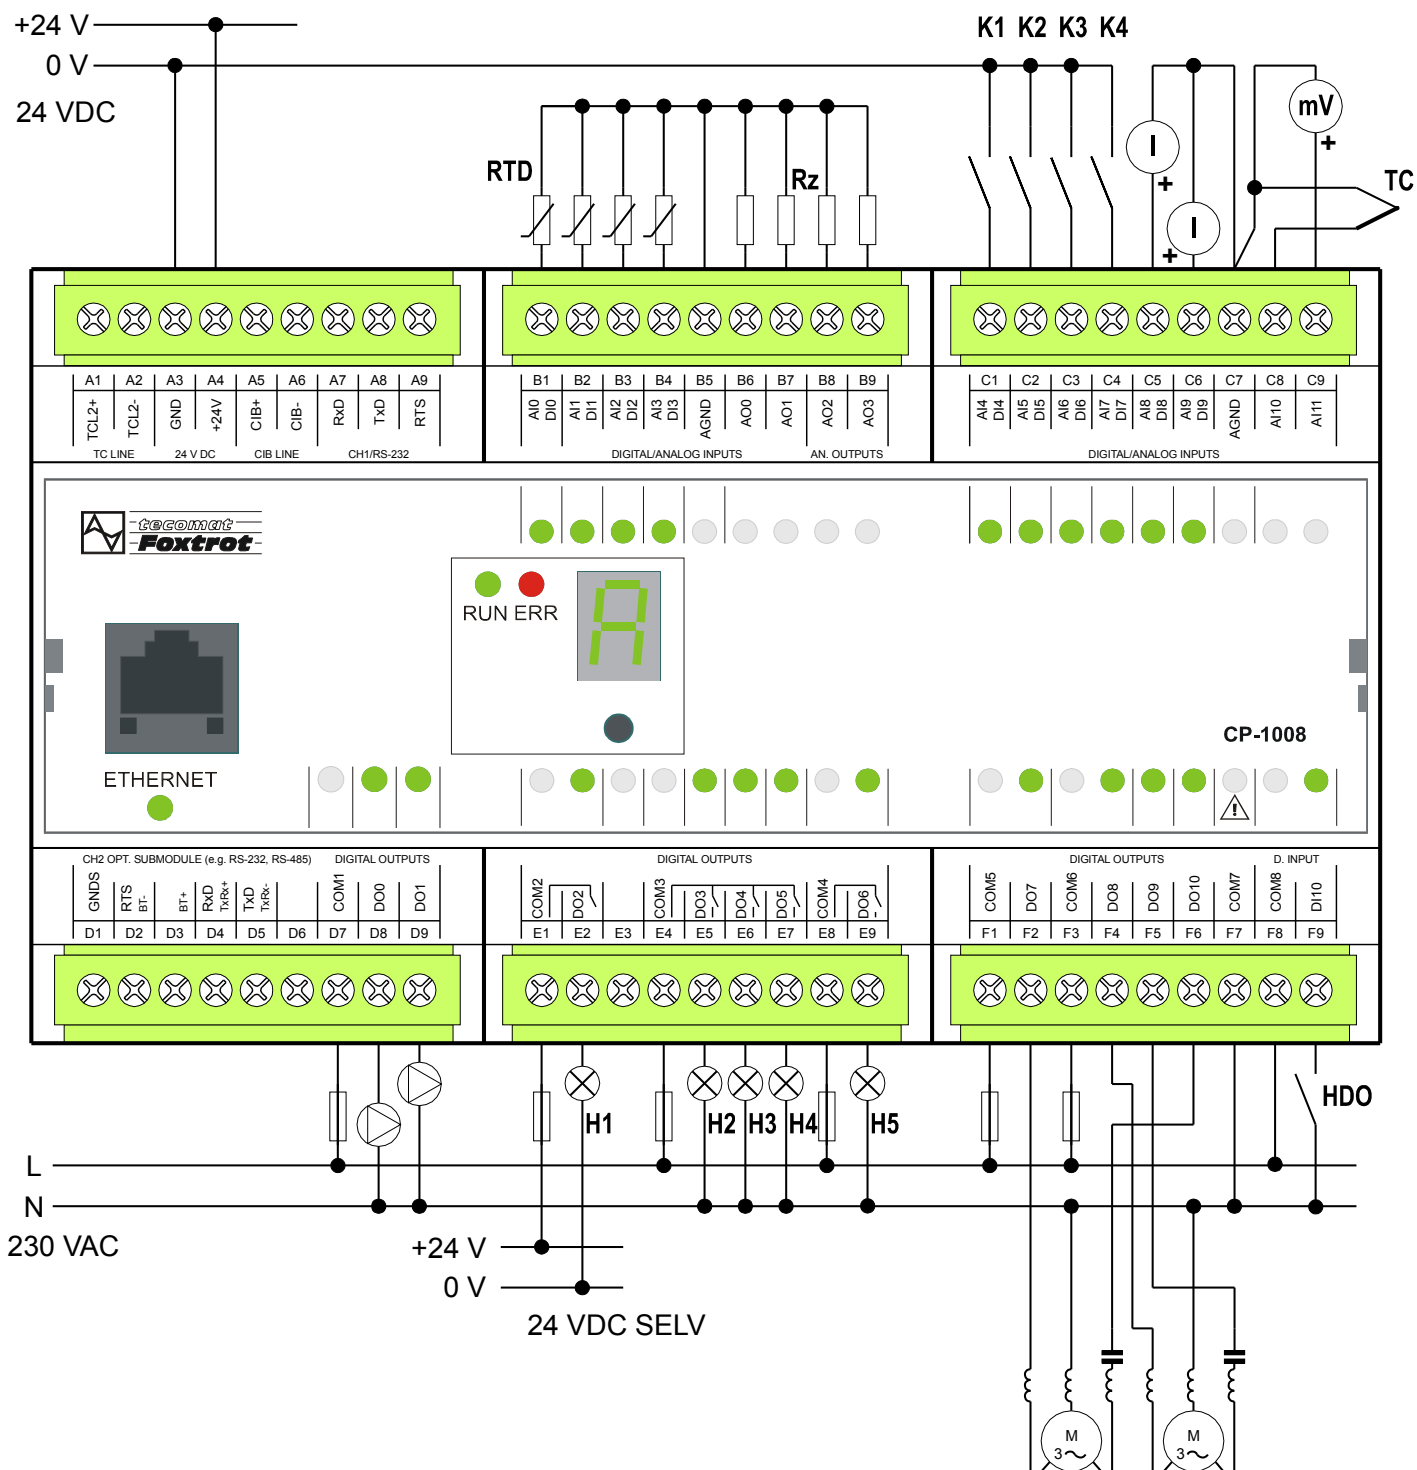 +24 V
0 V
24 VDC
K1 K2 K3 K4
RTD
Rz
I
+
I
+
mV
+
TC
A1 A2 A3 A4 A5 A6 A7 A8 A9
TCL2+ TCL2- GND +24V CIB+ CIB- RxD TxD RTS
TC LINE 24 V DC CIB LINE CH1/RS-232
B1 B2 B3 B4 B5 B6 B7 B8 B9
AI0 DI0 AI1 DI1 AI2 DI2 AI3 DI3 AGND AO0 AO1 AO2 AO3
DIGITAL/ANALOG INPUTS AN. OUTPUTS
C1 C2 C3 C4 C5 C6 C7 C8 C9
AI4 DI4 AI5 DI5 AI6 DI6 AI7 DI7 AI8 DI8 AI9 DI9 AGND AI10 AI11
DIGITAL/ANALOG INPUTS
tecomat
Foxtrot
RUN ERR
A
CP-1008
ETHERNET
!
CH2 OPT. SUBMODULE (e.g. RS-232, RS-485) DIGITAL OUTPUTS
GNDS RTS BT- BT+ RxD TxRx+ TxD TxRx- COM1 DO0 DO1
D1 D2 D3 D4 D5 D6 D7 D8 D9
DIGITAL OUTPUTS
COM2 DO2 COM3 DO3 DO4 DO5 COM4 DO6
E1 E2 E3 E4 E5 E6 E7 E8 E9
DIGITAL OUTPUTS D. INPUT
COM5 DO7 COM6 DO8 DO9 DO10 COM7 COM8 DI10
F1 F2 F3 F4 F5 F6 F7 F8 F9
H1 H2 H3 H4 H5
HDO
L
N
230 VAC
+24 V
0 V
24 VDC SELV
M
3~
M
3~